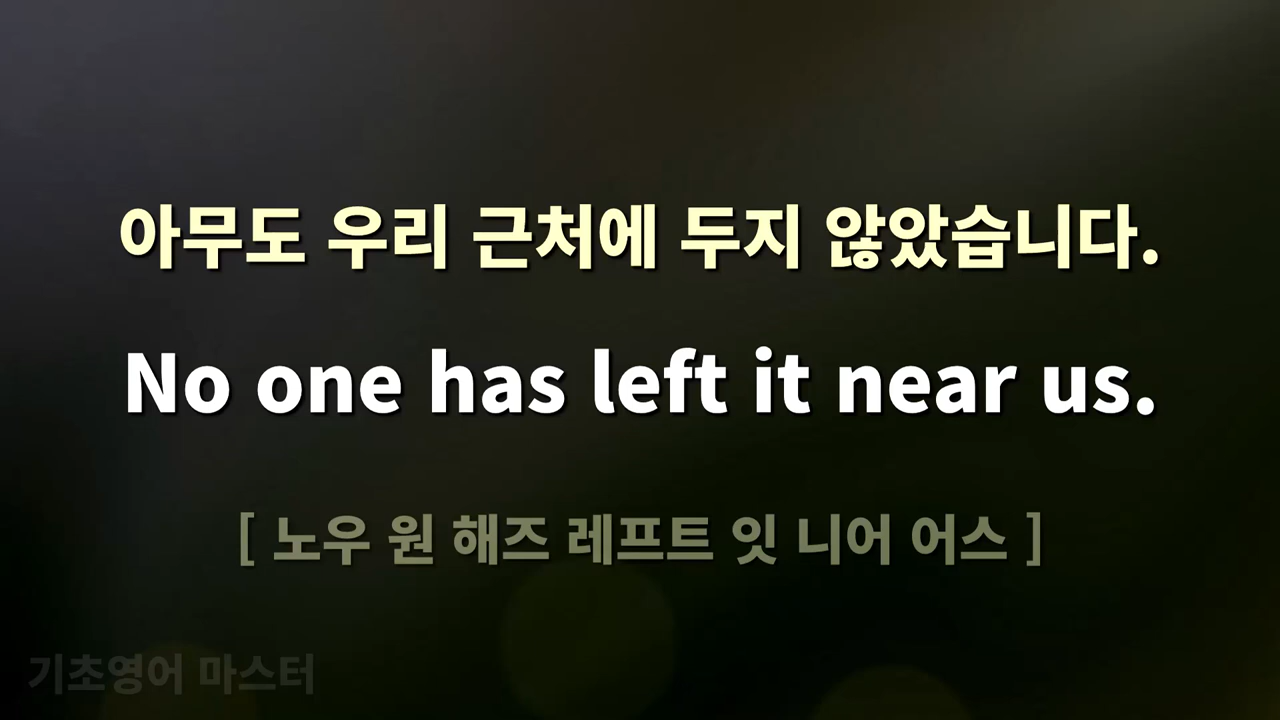 아무도 우리 근처에 두지 않았습니다.
No one has left it near us.
[ 노우 원 해즈 레프트 잇 니어 어스 ]
기초영어 마스터